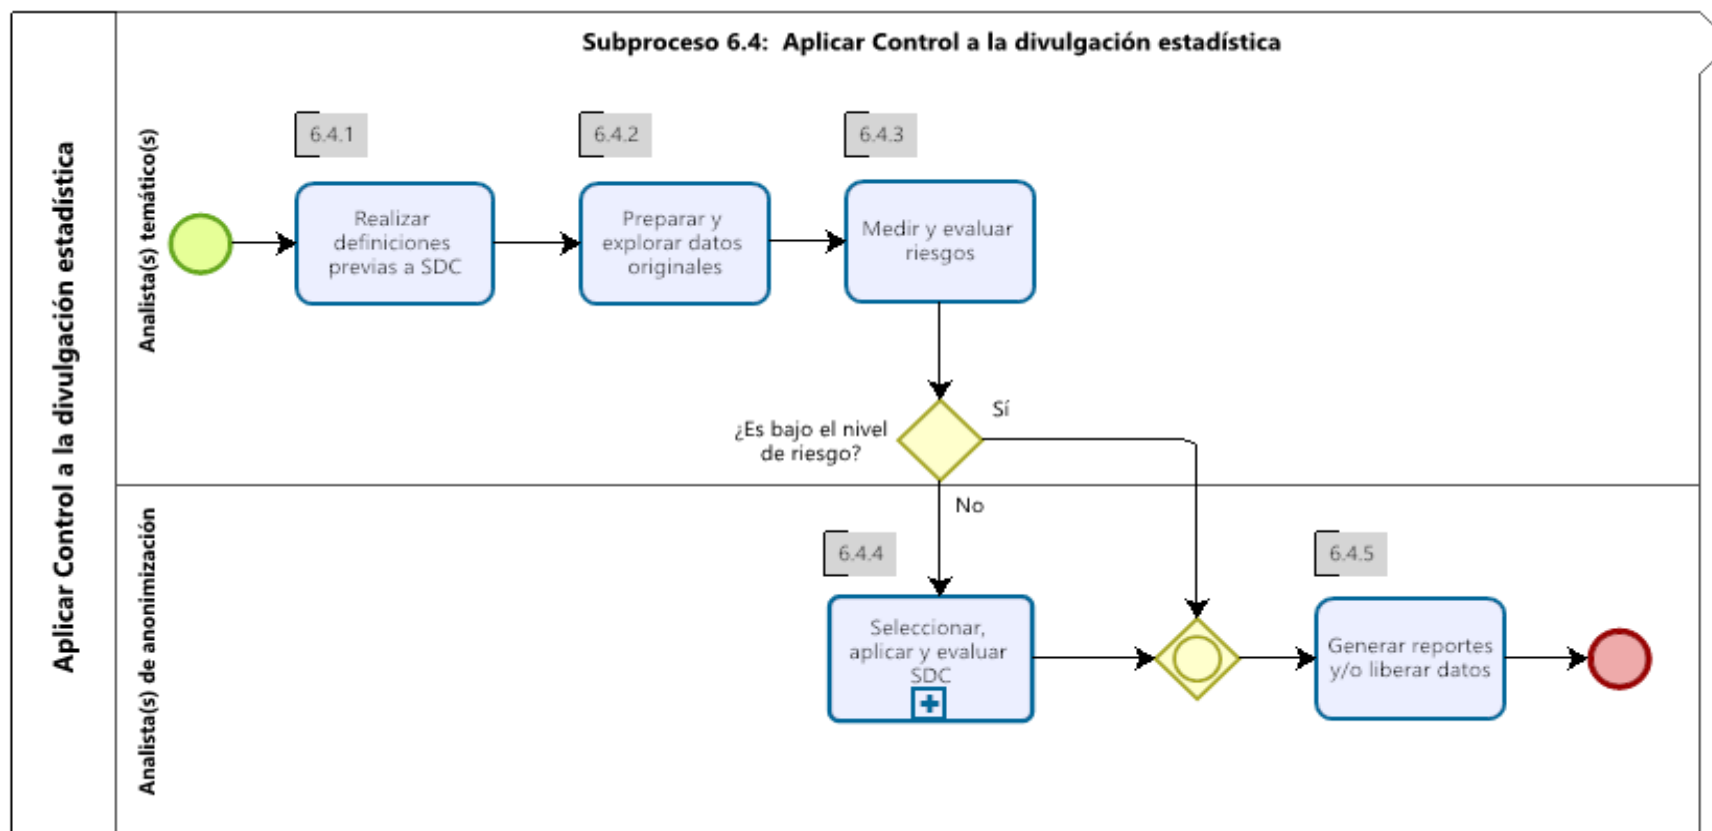 Subproceso 6.4:  Aplicar Control a la divulgación estadística
Aplicar Control a la divulgación estadística
Analista(s) temático(s)
6.4.1
6.4.2
6.4.3
Realizar
definiciones
previas a SDC
Preparar y
explorar datos
originales
Medir y evaluar
riesgos
¿Es bajo el nivel
de riesgo?
Sí
No
Analista(s) de anonimización
6.4.4
6.4.5
Seleccionar,
aplicar y evaluar
SDC
Generar reportes
y/o liberar datos